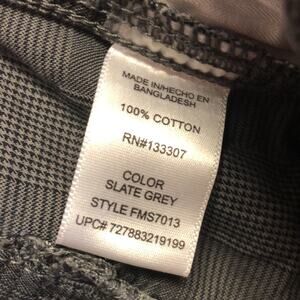 MADE IN/HECHO EN
BANGLADESH
100% COTTON
RN#133307
COLOR
SLATE GREY
STYLE FMS7013
UPC# 727883219199